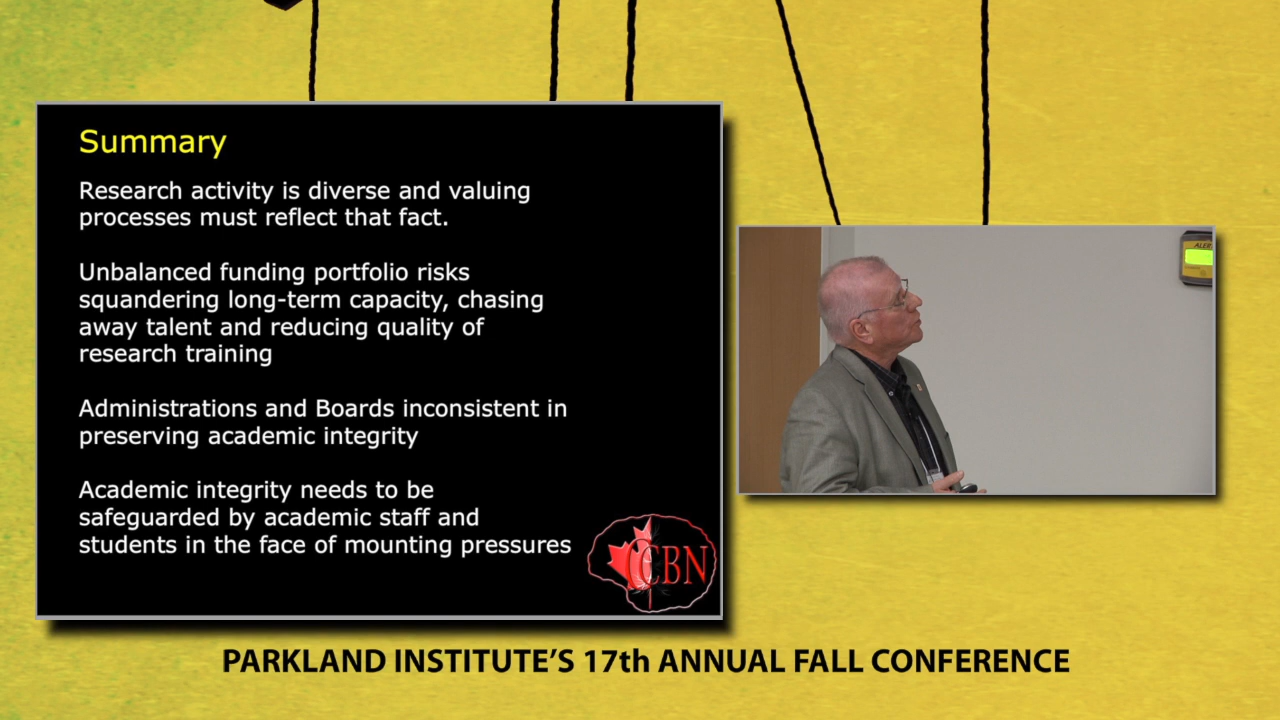 Summary
Research activity is diverse and valuing
processes must reflect that fact.
Unbalanced funding portfolio risks
squandering long-term capacity, chasing
away talent and reducing quality of
research training
Administrations and Boards inconsistent in
preserving academic integrity
Academic integrity needs to be
safeguarded by academic staff and
students in the face of mounting pressures
CCBN
ALERT
PARKLAND INSTITUTE'S 17th ANNUAL FALL CONFERENCE